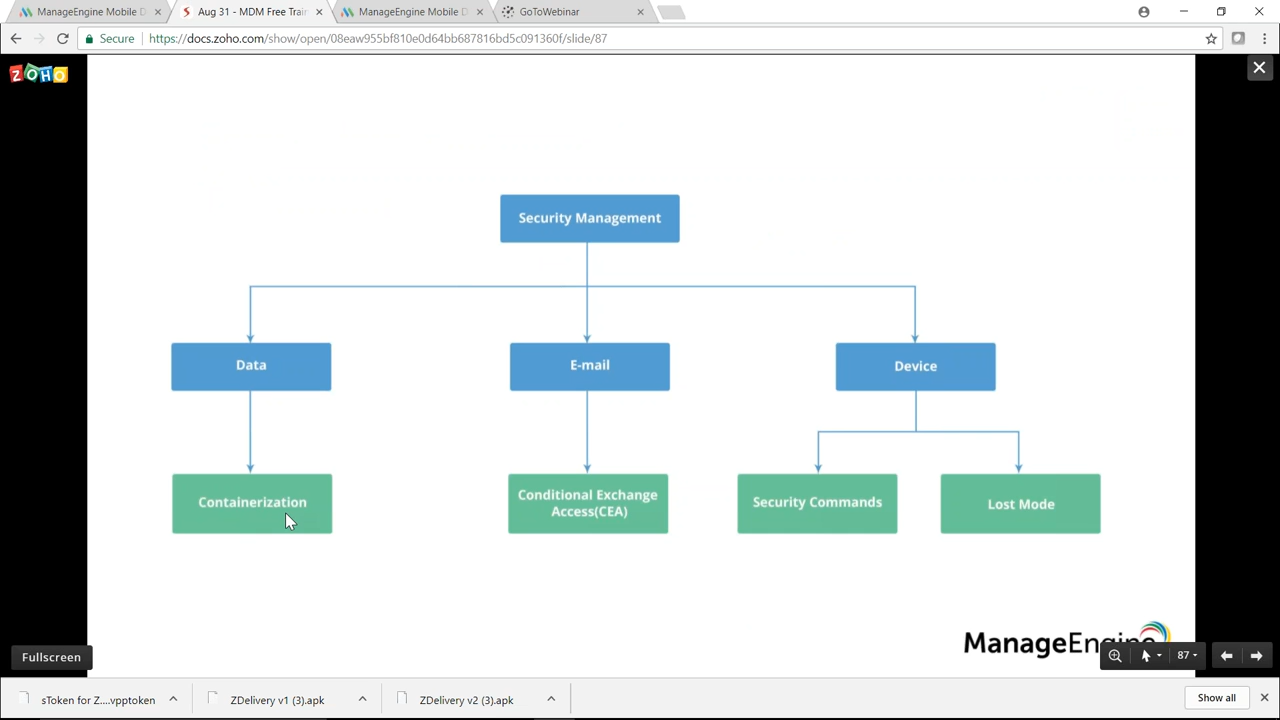 ManageEngine Mobile D
Aug 31 - MDM Free Trai
ManageEngine Mobile D
GoToWebinar
Secure
https://docs.zoho.com/show/open/08eaw955bf810e0d64bb687816bd5c091360f/slide/87
ZOHO
Security Management
Data
E-mail
Device
Containerization
Conditional Exchange
Access(CEA)
Security Commands
Lost Mode
ManageEngine
Fullscreen
87
sToken for Z....vpptoken
ZDelivery v1 (3).apk
ZDelivery v2 (3).apk
Show all